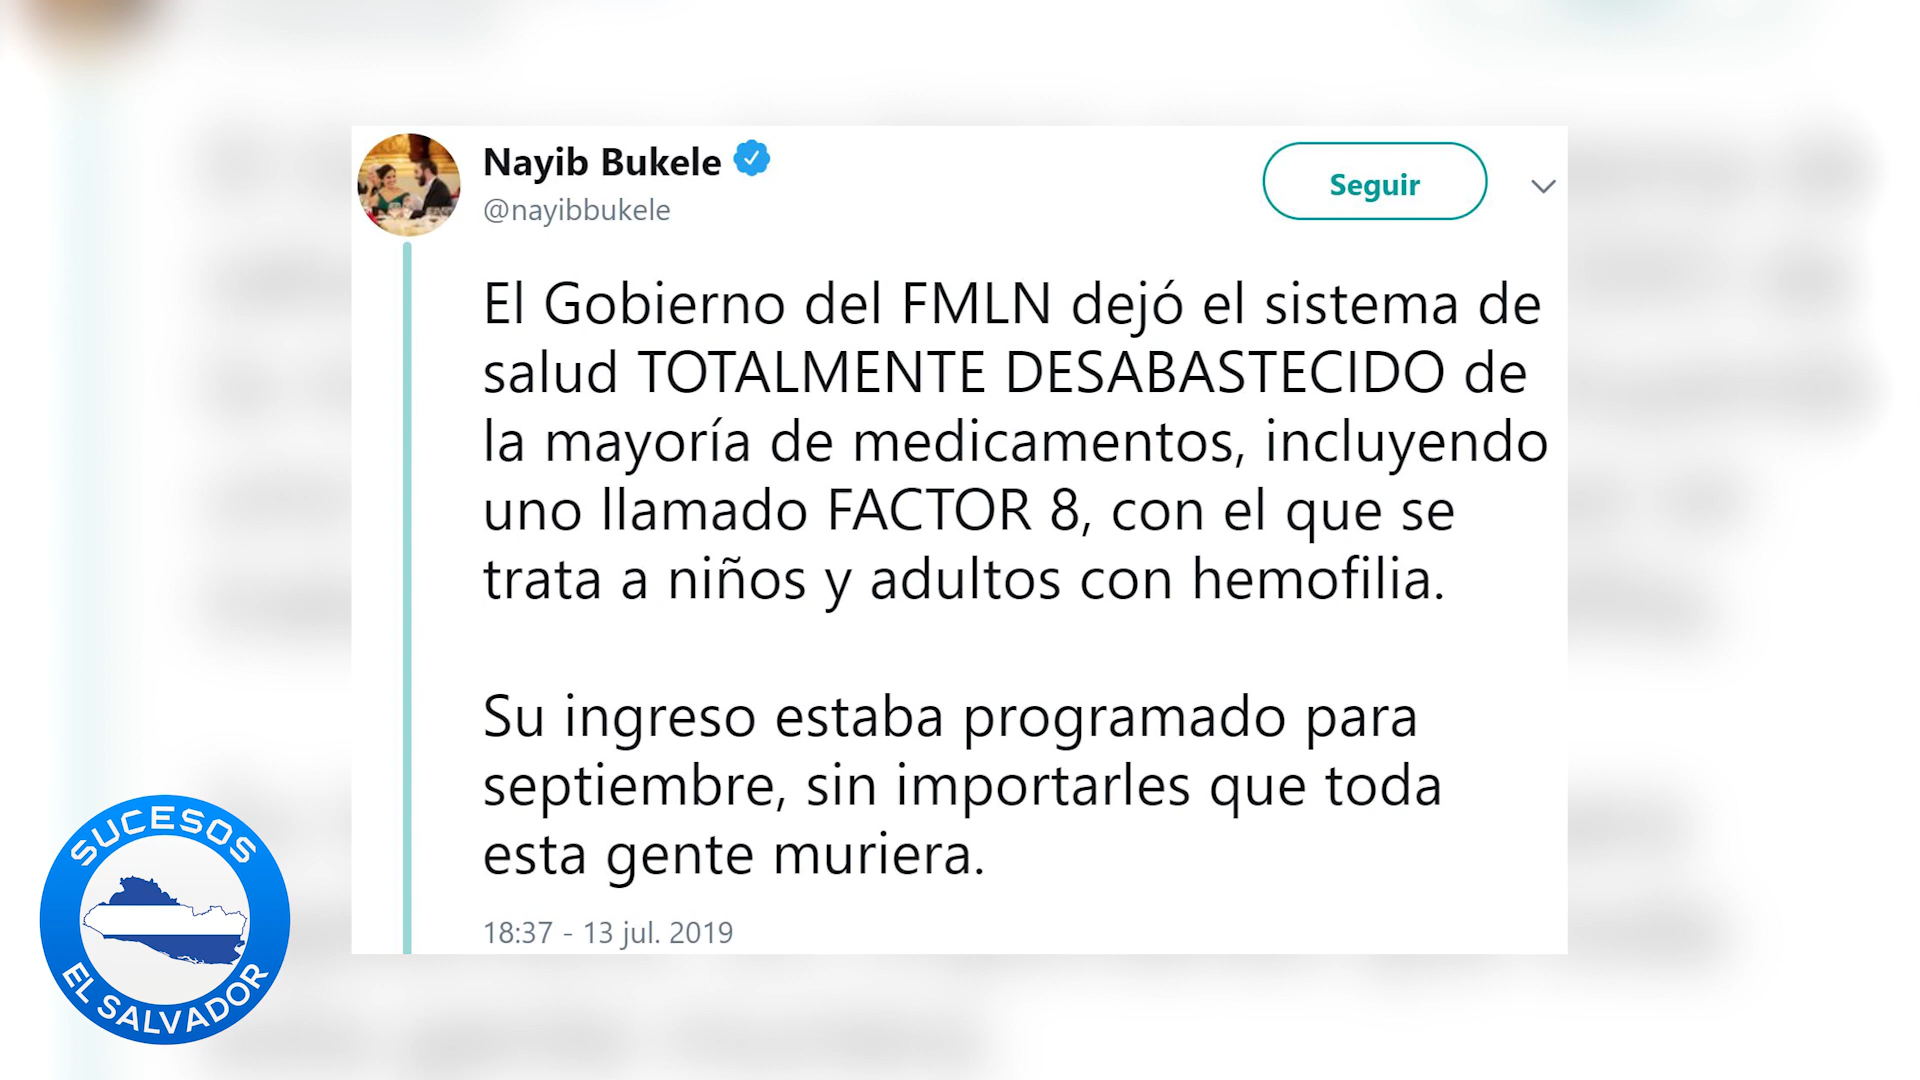 Nayib Bukele
@nayibbukele
Seguir
El Gobierno del FMLN dejó el sistema de
salud TOTALMENTE DESABASTECIDO de
la mayoría de medicamentos, incluyendo
uno llamado FACTOR 8, con el que se
trata a niños y adultos con hemofilia.
Su ingreso estaba programado para
septiembre, sin importarles que toda
esta gente muriera.
18:37 - 13 jul. 2019
SUCESOS
EL SALVADOR